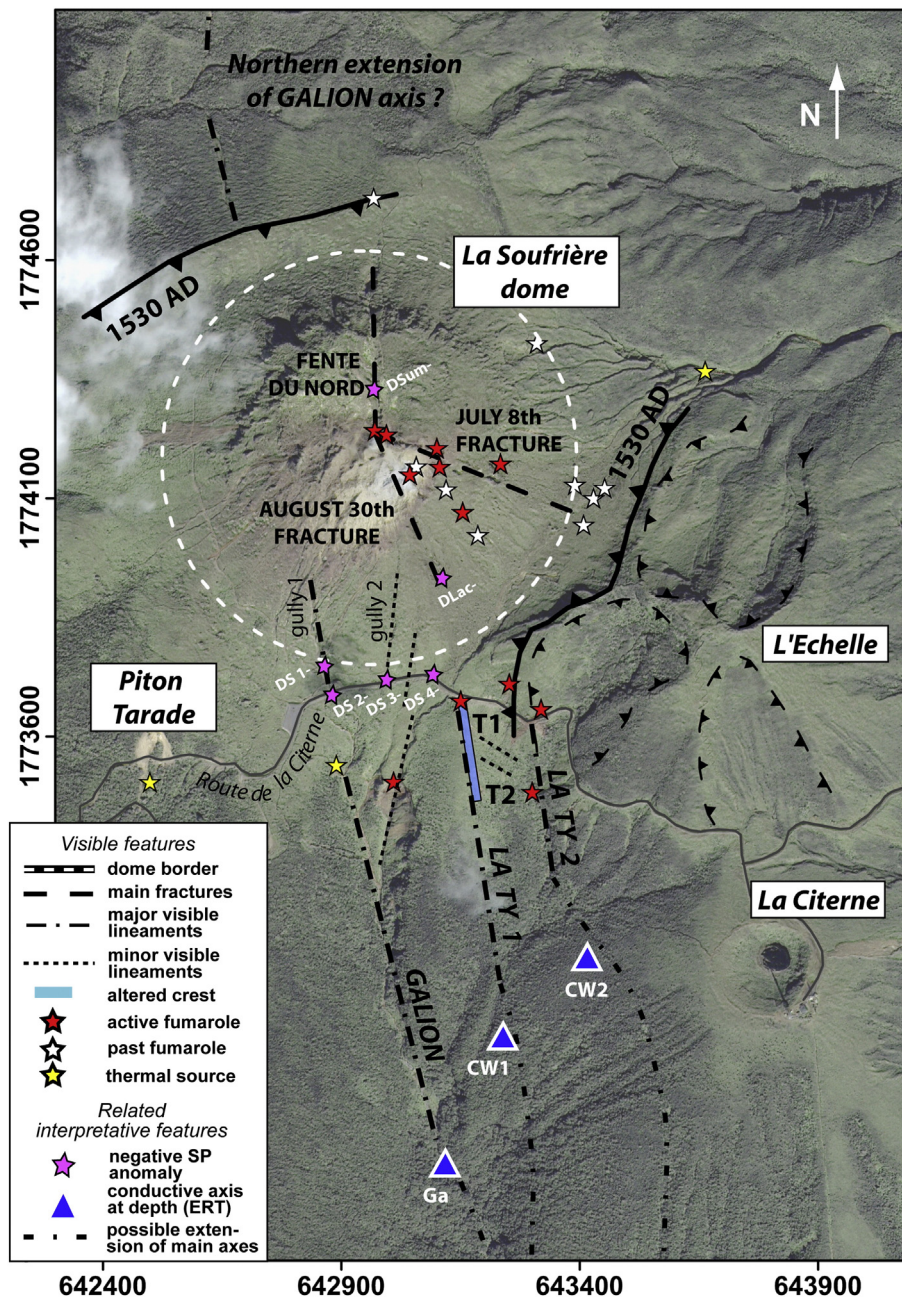 Northern extension
of GALION axis ?
N
1774600
1774100
1773600
1530 AD
La Soufrière
dome
FENTE
DU NORD
DSum-
JULY 8th
FRACTURE
1530 AD
AUGUST 30th
FRACTURE
DLac-
gully 1
gully 2
L'Echelle
Piton
Tarade
DS 1-
DS 2-
DS 3-
DS 4-
Route de la Citerne
T1
T2
LA TY 1
LA TY 2
La Citerne
GALION
CW2
CW1
Ga
Visible features
dome border
main fractures
major visible
lineaments
minor visible
lineaments
altered crest
active fumarole
past fumarole
thermal source
Related
interpretative features
negative SP
anomaly
conductive axis
at depth (ERT)
possible exten-
sion of main axes
642400
642900
643400
643900